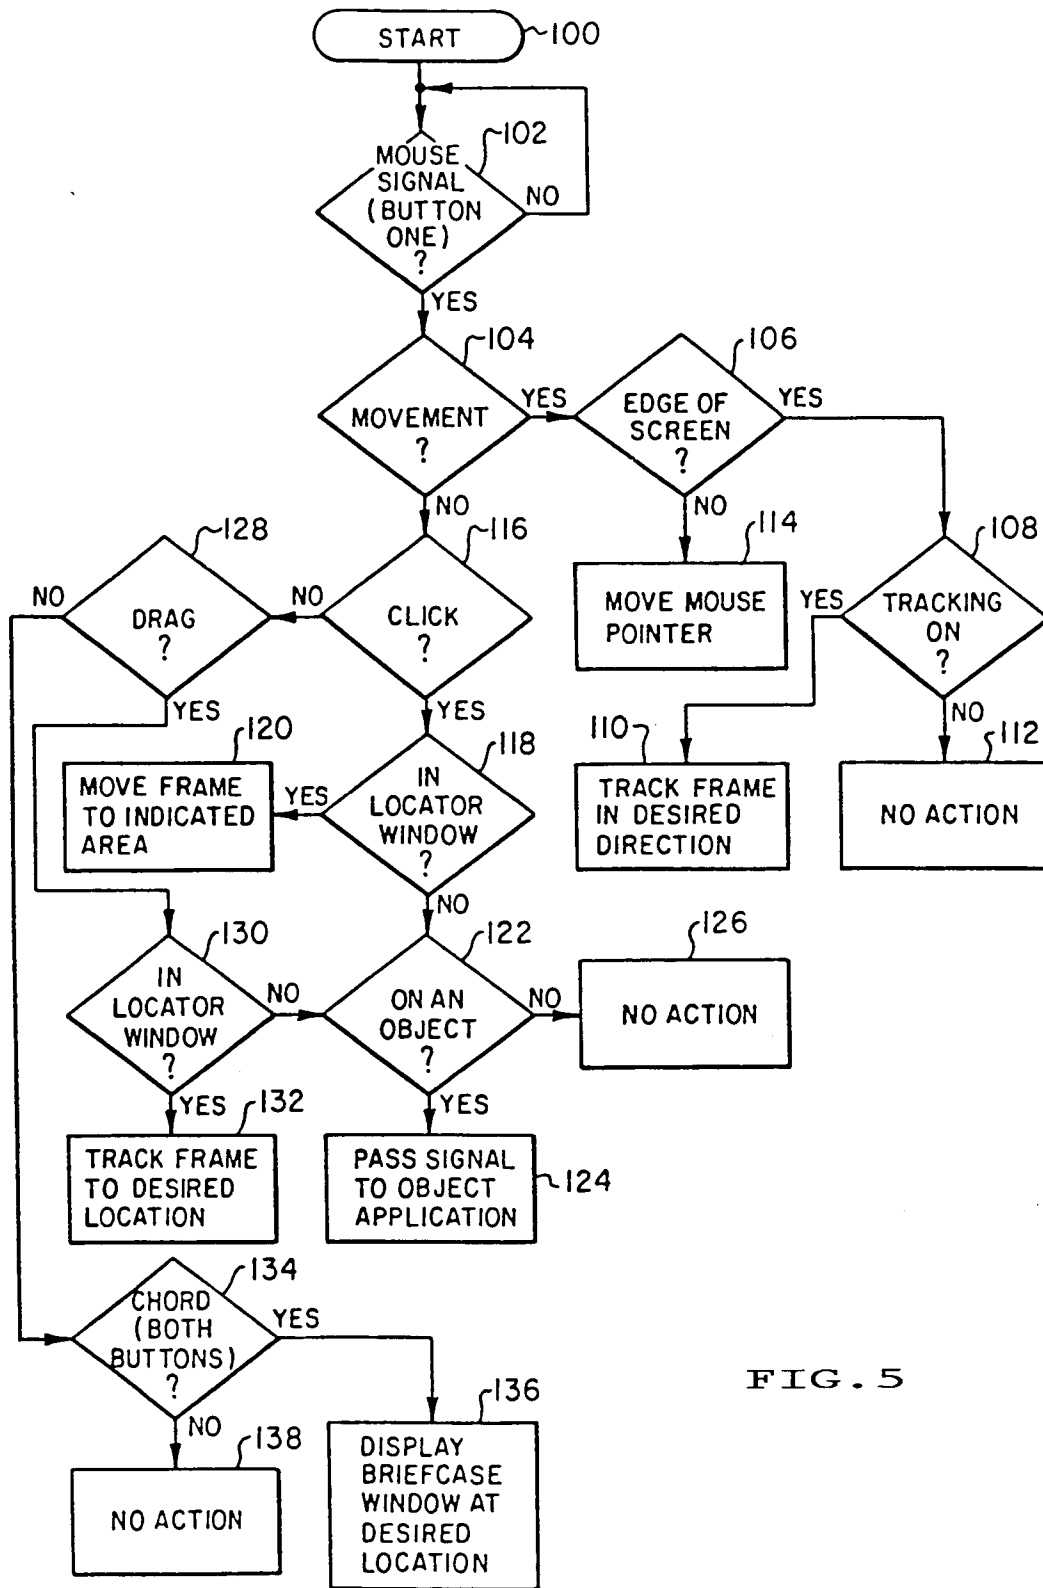 START
100
102
MOUSE
SIGNAL
(BUTTON
ONE)
?
NO
YES
104
MOVEMENT
?
YES
NO
106
EDGE OF
SCREEN
?
YES
NO
114
MOVE MOUSE
POINTER
108
TRACKING
ON
?
YES
NO
110
TRACK FRAME
IN DESIRED
DIRECTION
112
NO ACTION
116
CLICK
?
NO
YES
128
DRAG
?
NO
YES
118
IN
LOCATOR
WINDOW
?
YES
NO
120
MOVE FRAME
TO INDICATED
AREA
130
IN
LOCATOR
WINDOW
?
NO
YES
122
ON AN
OBJECT
?
NO
YES
126
NO ACTION
132
TRACK FRAME
TO DESIRED
LOCATION
PASS SIGNAL
TO OBJECT
APPLICATION
124
134
CHORD
(BOTH
BUTTONS)
?
YES
NO
136
DISPLAY
BRIEFCASE
WINDOW AT
DESIRED
LOCATION
138
NO ACTION
FIG.5